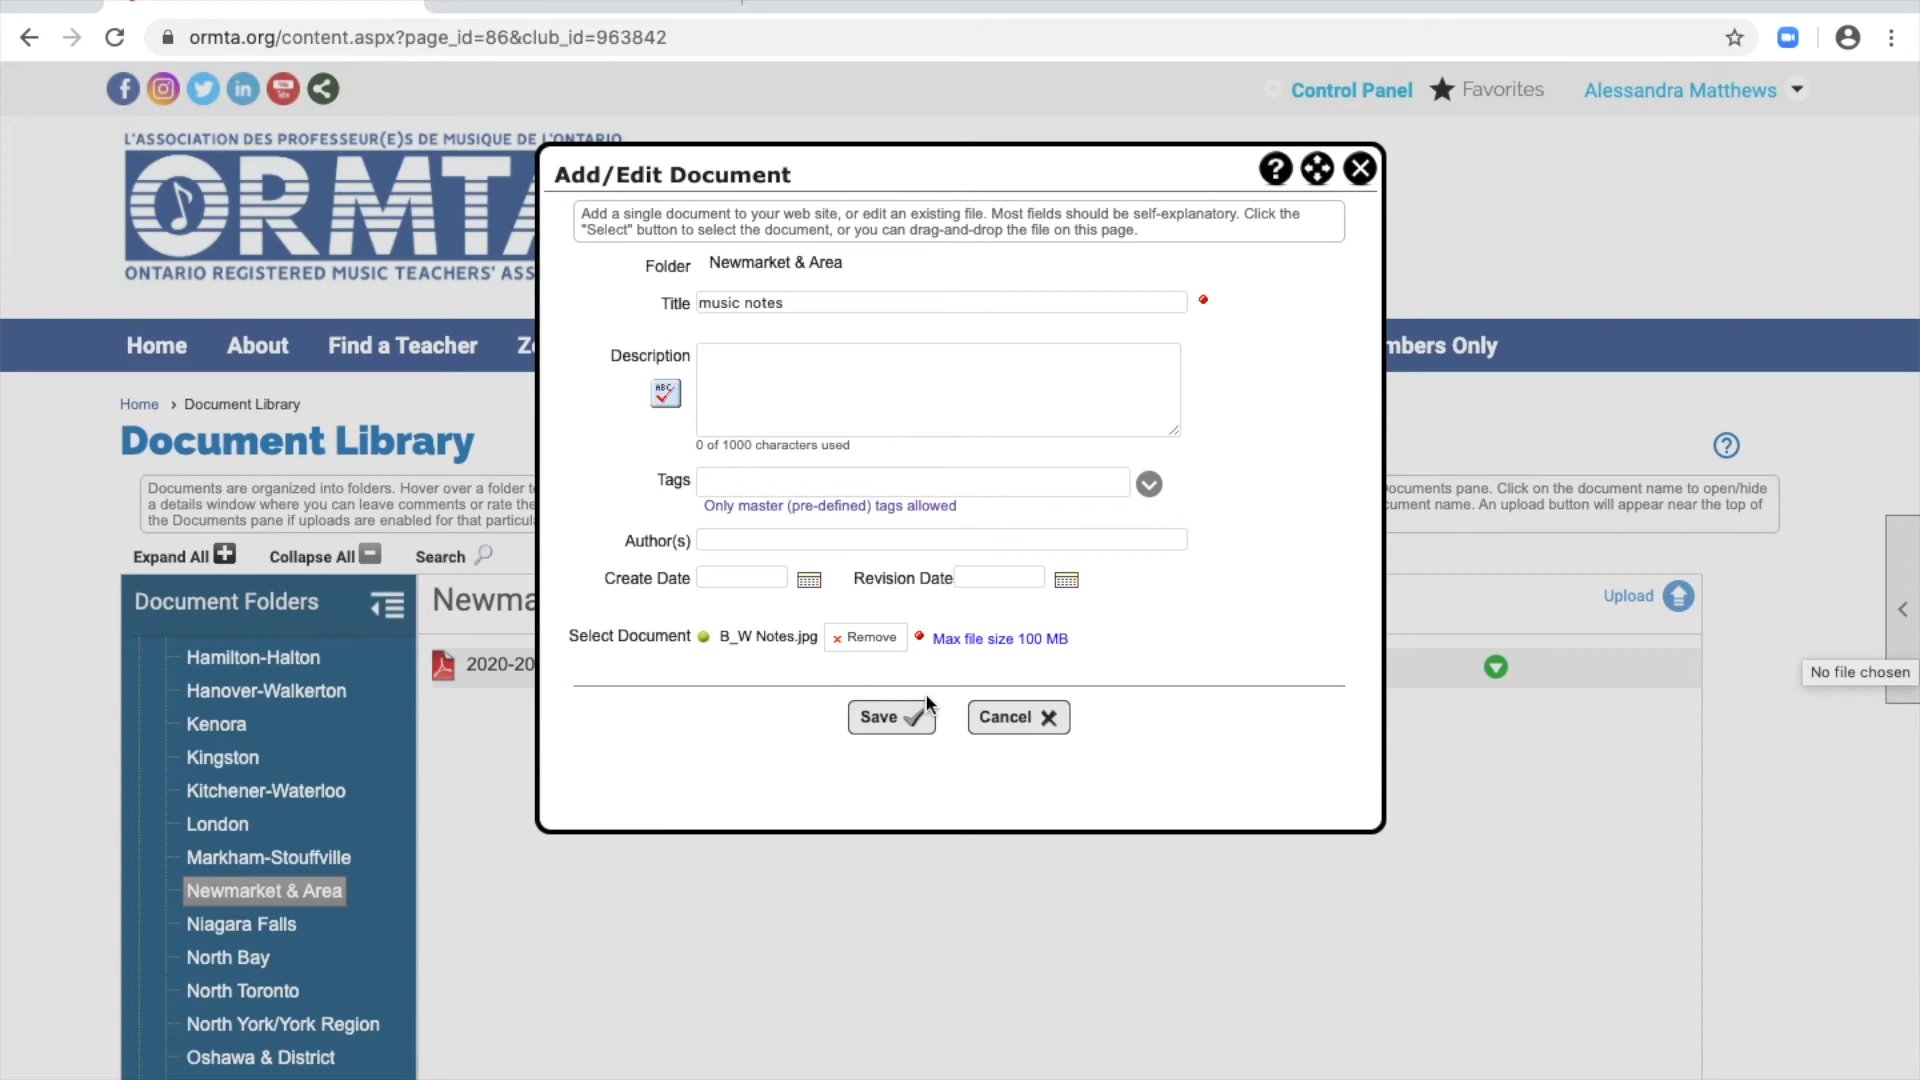 ormta.org/content.aspx?page_id=86&club_id=963842
Control Panel
Favorites
Alessandra Matthews
L'ASSOCIATION DES PROFESSEUR(E)S DE MUSIQUE DE L'ONTARIO
ORMTA
ONTARIO REGISTERED MUSIC TEACHERS' ASS
Home
About
Find a Teacher
Zo
mbers Only
Home › Document Library
Document Library
Documents are organized into folders. Hover over a folder t
a details window where you can leave comments or rate the
the Documents pane if uploads are enabled for that particul
ocuments pane. Click on the document name to open/hide
cument name. An upload button will appear near the top of
Expand All
Collapse All
Search
Document Folders
Hamilton-Halton
Hanover-Walkerton
Kenora
Kingston
Kitchener-Waterloo
London
Markham-Stouffville
Newmarket & Area
Niagara Falls
North Bay
North Toronto
North York/York Region
Oshawa & District
Newma
2020-20
Upload
No file chosen
Add/Edit Document
Add a single document to your web site, or edit an existing file. Most fields should be self-explanatory. Click the
"Select" button to select the document, or you can drag-and-drop the file on this page.
Folder Newmarket & Area
Title music notes
Description
ABC
0 of 1000 characters used
Tags
Only master (pre-defined) tags allowed
Author(s)
Create Date
Revision Date
Select Document B_W Notes.jpg x Remove Max file size 100 MB
Save
Cancel